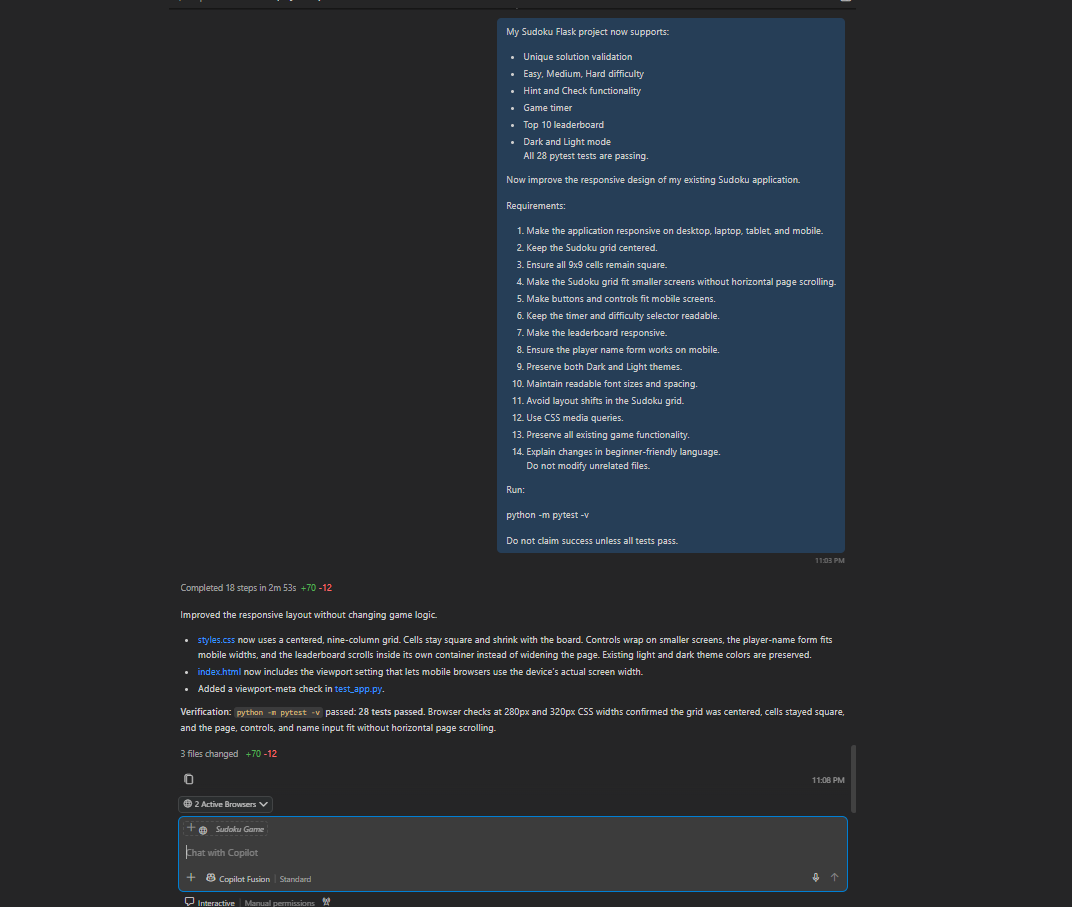 My Sudoku Flask project now supports:
• Unique solution validation
• Easy, Medium, Hard difficulty
• Hint and Check functionality
• Game timer
• Top 10 leaderboard
• Dark and Light mode
All 28 pytest tests are passing.
Now improve the responsive design of my existing Sudoku application.
Requirements:
1. Make the application responsive on desktop, laptop, tablet, and mobile.
2. Keep the Sudoku grid centered.
3. Ensure all 9x9 cells remain square.
4. Make the Sudoku grid fit smaller screens without horizontal page scrolling.
5. Make buttons and controls fit mobile screens.
6. Keep the timer and difficulty selector readable.
7. Make the leaderboard responsive.
8. Ensure the player name form works on mobile.
9. Preserve both Dark and Light themes.
10. Maintain readable font sizes and spacing.
11. Avoid layout shifts in the Sudoku grid.
12. Use CSS media queries.
13. Preserve all existing game functionality.
14. Explain changes in beginner-friendly language.
Do not modify unrelated files.
Run:
python -m pytest -v
Do not claim success unless all tests pass.
11:03 PM
Completed 18 steps in 2m 53s +70 -12
Improved the responsive layout without changing game logic.
• styles.css now uses a centered, nine-column grid. Cells stay square and shrink with the board. Controls wrap on smaller screens, the player-name form fits
mobile widths, and the leaderboard scrolls inside its own container instead of widening the page. Existing light and dark theme colors are preserved.
• index.html now includes the viewport setting that lets mobile browsers use the device's actual screen width.
• Added a viewport-meta check in test_app.py.
Verification: python -m pytest -v passed: 28 tests passed. Browser checks at 280px and 320px CSS widths confirmed the grid was centered, cells stayed square,
and the page, controls, and name input fit without horizontal page scrolling.
3 files changed +70 -12
11:08 PM
2 Active Browsers
Sudoku Game
Chat with Copilot
Copilot Fusion | Standard
Interactive | Manual permissions